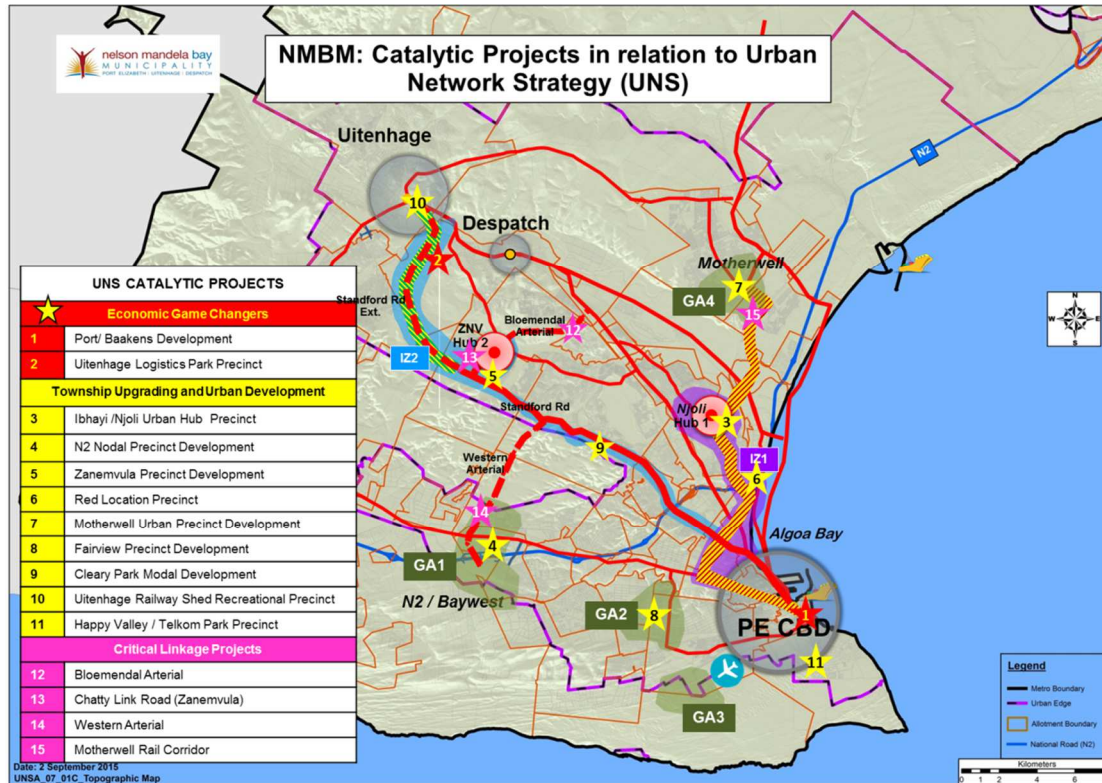 nelson mandela bay
MUNICIPALITY
PORT ELIZABETH | UITENHAGE | DESPATCH
NMBM: Catalytic Projects in relation to Urban
Network Strategy (UNS)
Uitenhage
N2
10
Despatch
2
Motherwell
7
GA4
15
UNS CATALYTIC PROJECTS
Economic Game Changers
1 Port/ Baakens Development
2 Uitenhage Logistics Park Precinct
Township Upgrading and Urban Development
3 Ibhayi /Njoli Urban Hub Precinct
4 N2 Nodal Precinct Development
5 Zanemvula Precinct Development
6 Red Location Precinct
7 Motherwell Urban Precinct Development
8 Fairview Precinct Development
9 Cleary Park Modal Development
10 Uitenhage Railway Shed Recreational Precinct
11 Happy Valley / Telkom Park Precinct
Critical Linkage Projects
12 Bloemendal Arterial
13 Chatty Link Road (Zanemvula)
14 Western Arterial
15 Motherwell Rail Corridor
Date: 2 September 2015
UNSA_07_01C_Topographic Map
Standford Rd
Ext.
ZNV
Hub 2
Bloemendal
Arterial
12
13
IZ2
5
Standford Rd
Njoli
Hub 1
3
9
IZ1
6
Western
Arterial
14
4
GA1
N2 / Baywest
Algoa Bay
GA2
8
1
PE CBD
11
GA3
N
W
E
S
Legend
Metro Boundary
Urban Edge
Allotment Boundary
National Road (N2)
Kilometers
0 1 2 4 6